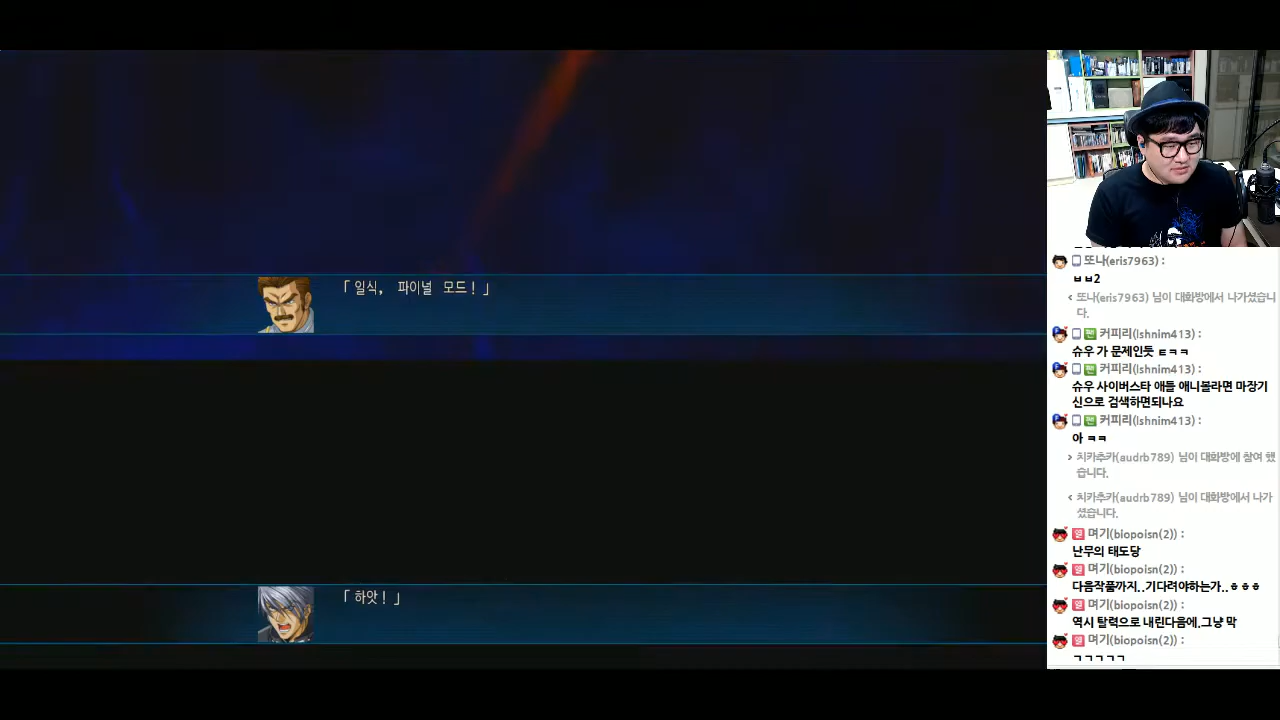 「일식, 파이널 모드!」
「하앗!」
또나(eris7963) :
ㅂㅂ2
‹ 또나(eris7963) 님이 대화방에서 나가셨습니
다.
팬 커피리(lshnim413) :
슈우 가 문제인듯 ㅌㅋㅋ
팬 커피리(lshnim413) :
슈우 사이버스타 애들 애니볼라면 마장기
신으로 검색하면되나요
팬 커피리(lshnim413) :
아 ㅋㅋ
› 치카추카(audrb789) 님이 대화방에 참여 했
습니다.
‹ 치카추카(audrb789) 님이 대화방에서 나가
셨습니다.
열 며기(biopoisn(2)) :
난무의 태도당
열 며기(biopoisn(2)) :
다음작품까지..기다려야하는가..ㅎㅎㅎ
열 며기(biopoisn(2)) :
역시 탈력으로 내린다음에.그냥 막
열 며기(biopoisn(2)) :
ㄱㄱㄱㄱㄱ